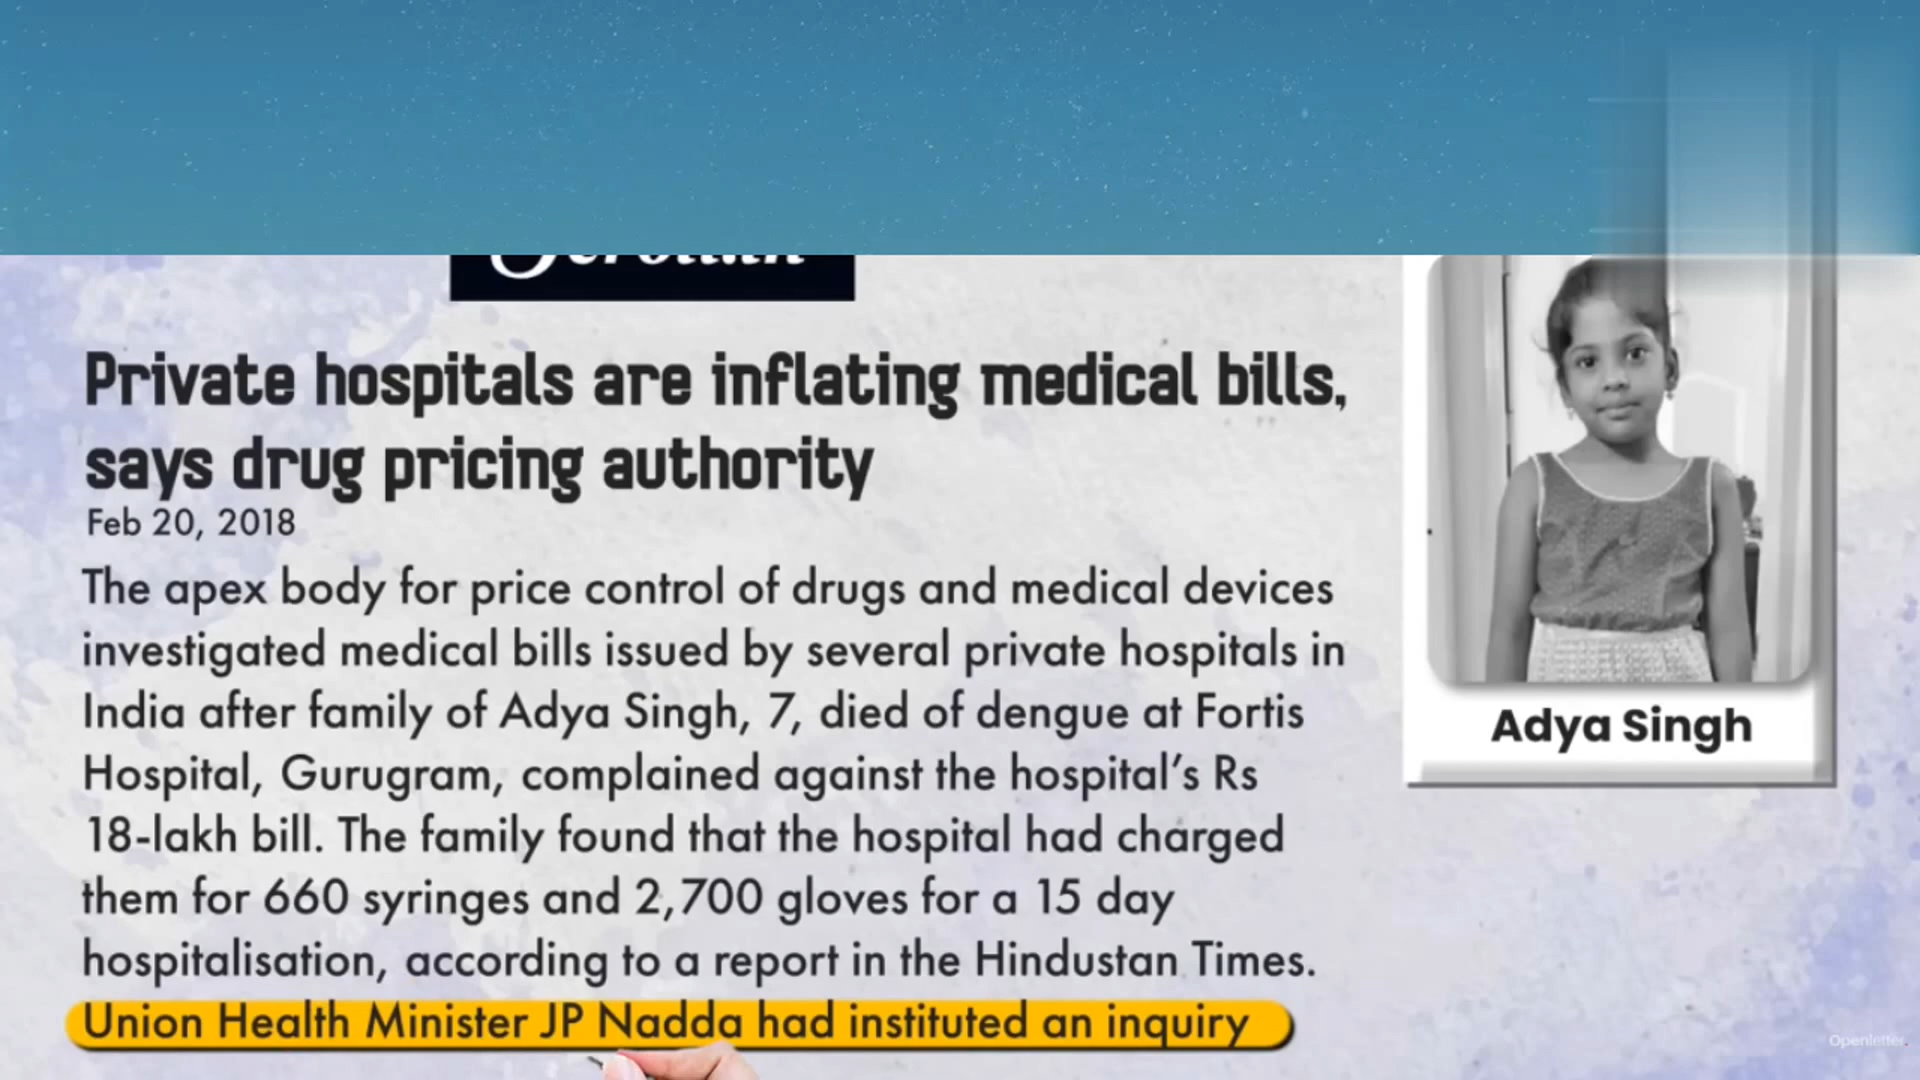 Private hospitals are inflating medical bills,
says drug pricing authority
Feb 20, 2018
The apex body for price control of drugs and medical devices
investigated medical bills issued by several private hospitals in
India after family of Adya Singh, 7, died of dengue at Fortis
Hospital, Gurugram, complained against the hospital's Rs
18-lakh bill. The family found that the hospital had charged
them for 660 syringes and 2,700 gloves for a 15 day
hospitalisation, according to a report in the Hindustan Times.
Union Health Minister JP Nadda had instituted an inquiry
Adya Singh
Openletter.